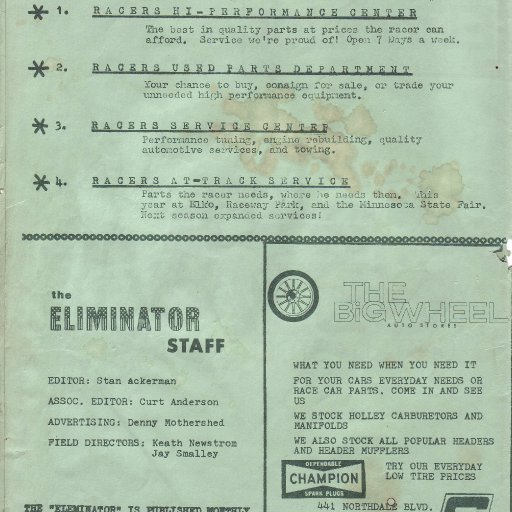 * 1. RACERS HI-PERFORMANCE CENTER
The best in quality parts at prices the racer can
afford. Service we're proud of! Open 7 Days a week.
* 2. RACERS USED PARTS DEPARTMENT
Your chance to buy, consign for sale, or trade your
unneeded high performance equipment.
* 3. RACERS SERVICE CENTER
Performance tuning, engine rebuilding, quality
automotive services, and towing.
* 4. RACERS AT-TRACK SERVICE
Parts the racer needs, where he needs them. This
year at Elko, Raceway Park, and the Minnesota State Fair.
Next season expanded services!
the
ELIMINATOR
STAFF
EDITOR: Stan Ackerman
ASSOC. EDITOR: Curt Anderson
ADVERTISING: Denny Mothershed
FIELD DIRECTORS: Keath Newstrom
Jay Smalley
THE "ELEMINATOR" IS PUBLISHED MONTHLY
THE
BiGWHEEL
AUTO STORES
WHAT YOU NEED WHEN YOU NEED IT
FOR YOUR CARS EVERYDAY NEEDS OR
RACE CAR PARTS. COME IN AND SEE
US
WE STOCK HOLLEY CARBURETORS AND
MANIFOLDS
WE ALSO STOCK ALL POPULAR HEADERS
AND HEADER MUFFLERS
DEPENDABLE
CHAMPION
SPARK PLUGS
TRY OUR EVERYDAY
LOW TIRE PRICES
441 NORTHDALE BLVD.